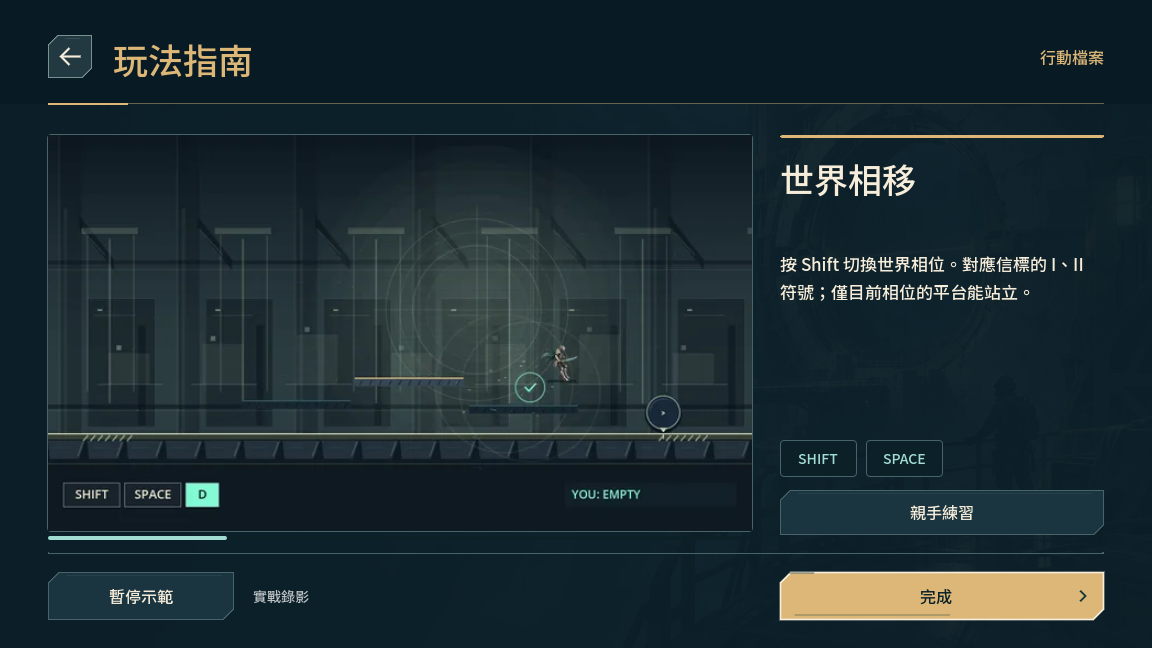 玩法指南
行動檔案
世界相移
按 Shift 切換世界相位。對應信標的 I、II
符號；僅目前相位的平台能站立。
SHIFT
SPACE
D
YOU: EMPTY
SHIFT
SPACE
親手練習
暫停示範
實戰錄影
完成